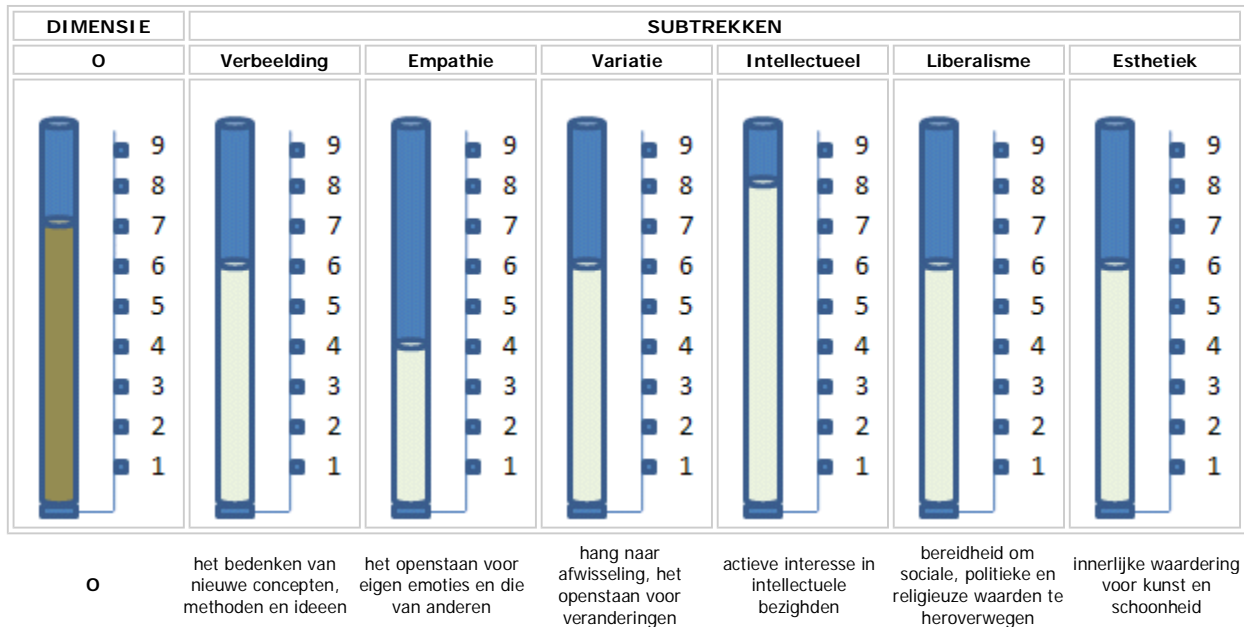 DIMENSIE SUBTREKKEN
O Verbeelding Empathie Variatie Intellectueel Liberalisme Esthetiek
9 9 9 9 9 9 9
8 8 8 8 8 8 8
7 7 7 7 7 7 7
6 6 6 6 6 6 6
5 5 5 5 5 5 5
4 4 4 4 4 4 4
3 3 3 3 3 3 3
2 2 2 2 2 2 2
1 1 1 1 1 1 1
O
het bedenken van
nieuwe concepten,
methoden en ideeen
het openstaan voor
eigen emoties en die
van anderen
hang naar
afwisseling, het
openstaan voor
veranderingen
actieve interesse in
intellectuele
bezighden
bereidheid om
sociale, politieke en
religieuze waarden te
heroverwegen
innerlijke waardering
voor kunst en
schoonheid